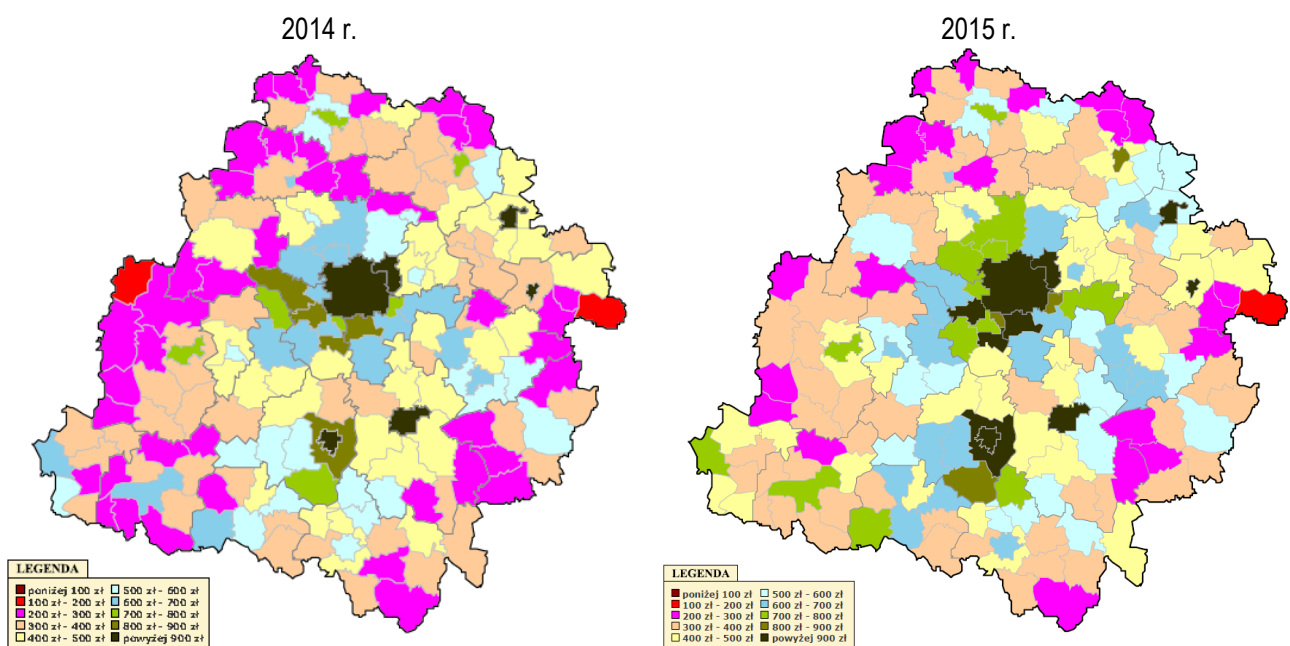 2014 r.
2015 r.
LEGENDA
poniżej 100 zł 500 zł - 600 zł
100 zł - 200 zł 600 zł - 700 zł
200 zł - 300 zł 700 zł - 800 zł
300 zł - 400 zł 800 zł - 900 zł
400 zł - 500 zł powyżej 900 zł
LEGENDA
poniżej 100 zł 500 zł - 600 zł
100 zł - 200 zł 600 zł - 700 zł
200 zł - 300 zł 700 zł - 800 zł
300 zł - 400 zł 800 zł - 900 zł
400 zł - 500 zł powyżej 900 zł